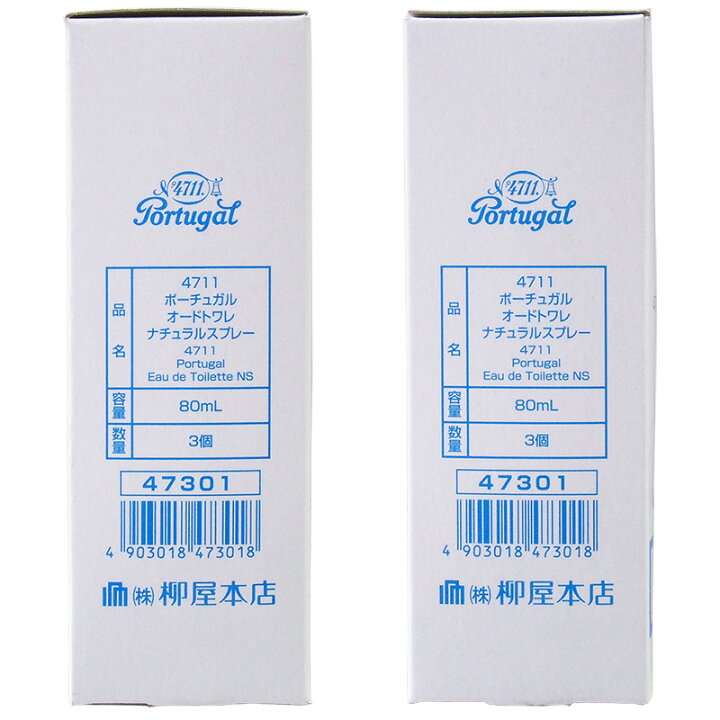 №4711.
Portugal
品名
4711
ポーチュガル
オードトワレ
ナチュラルスプレー
4711
Portugal
Eau de Toilette NS
容量
80mL
数量
3個
47301
4 903018 473018
(株)柳屋本店
№4711.
Portugal
品名
4711
ポーチュガル
オードトワレ
ナチュラルスプレー
4711
Portugal
Eau de Toilette NS
容量
80mL
数量
3個
47301
4 903018 473018
(株)柳屋本店